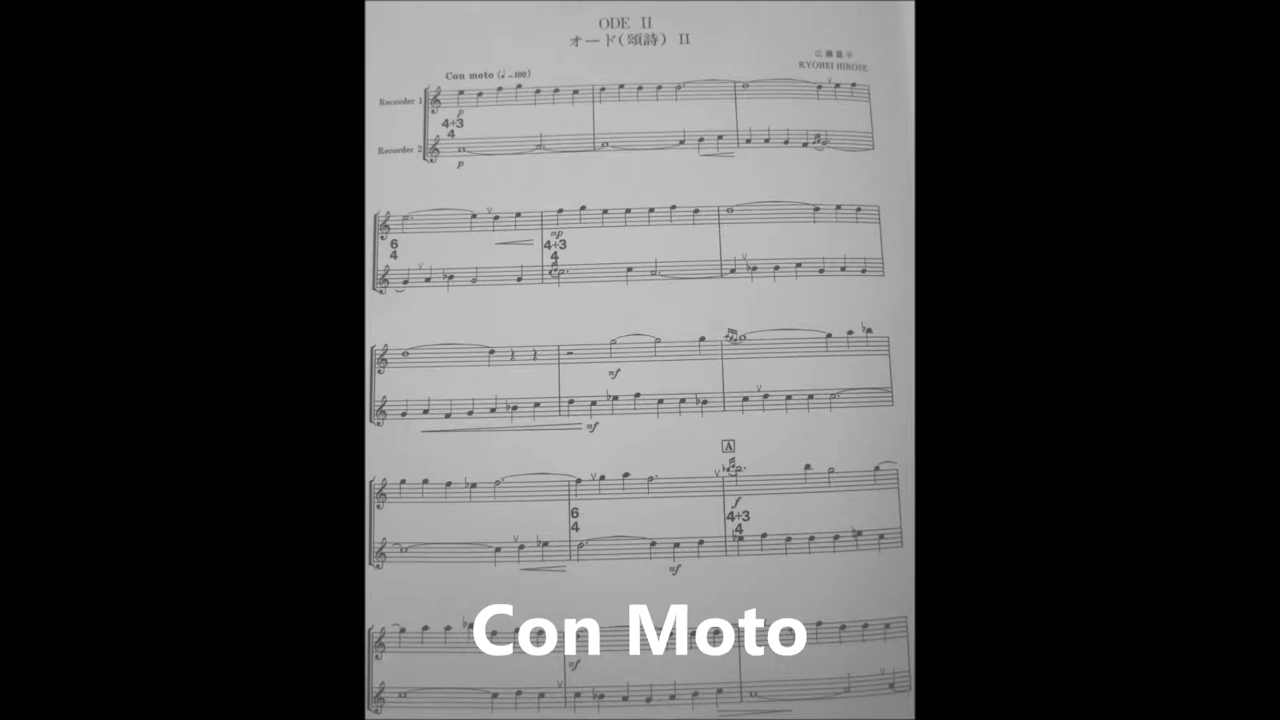 ODE II
オード(頌詩) II
広瀬量平
RYOHEI HIROSE
Con moto (♩=100)
Recorder 1
p
4+3
4
Recorder 2
p
6
4
mp
4+3
4
mf
mf
A
f
6
4
4+3
4
mf
Con Moto
mf